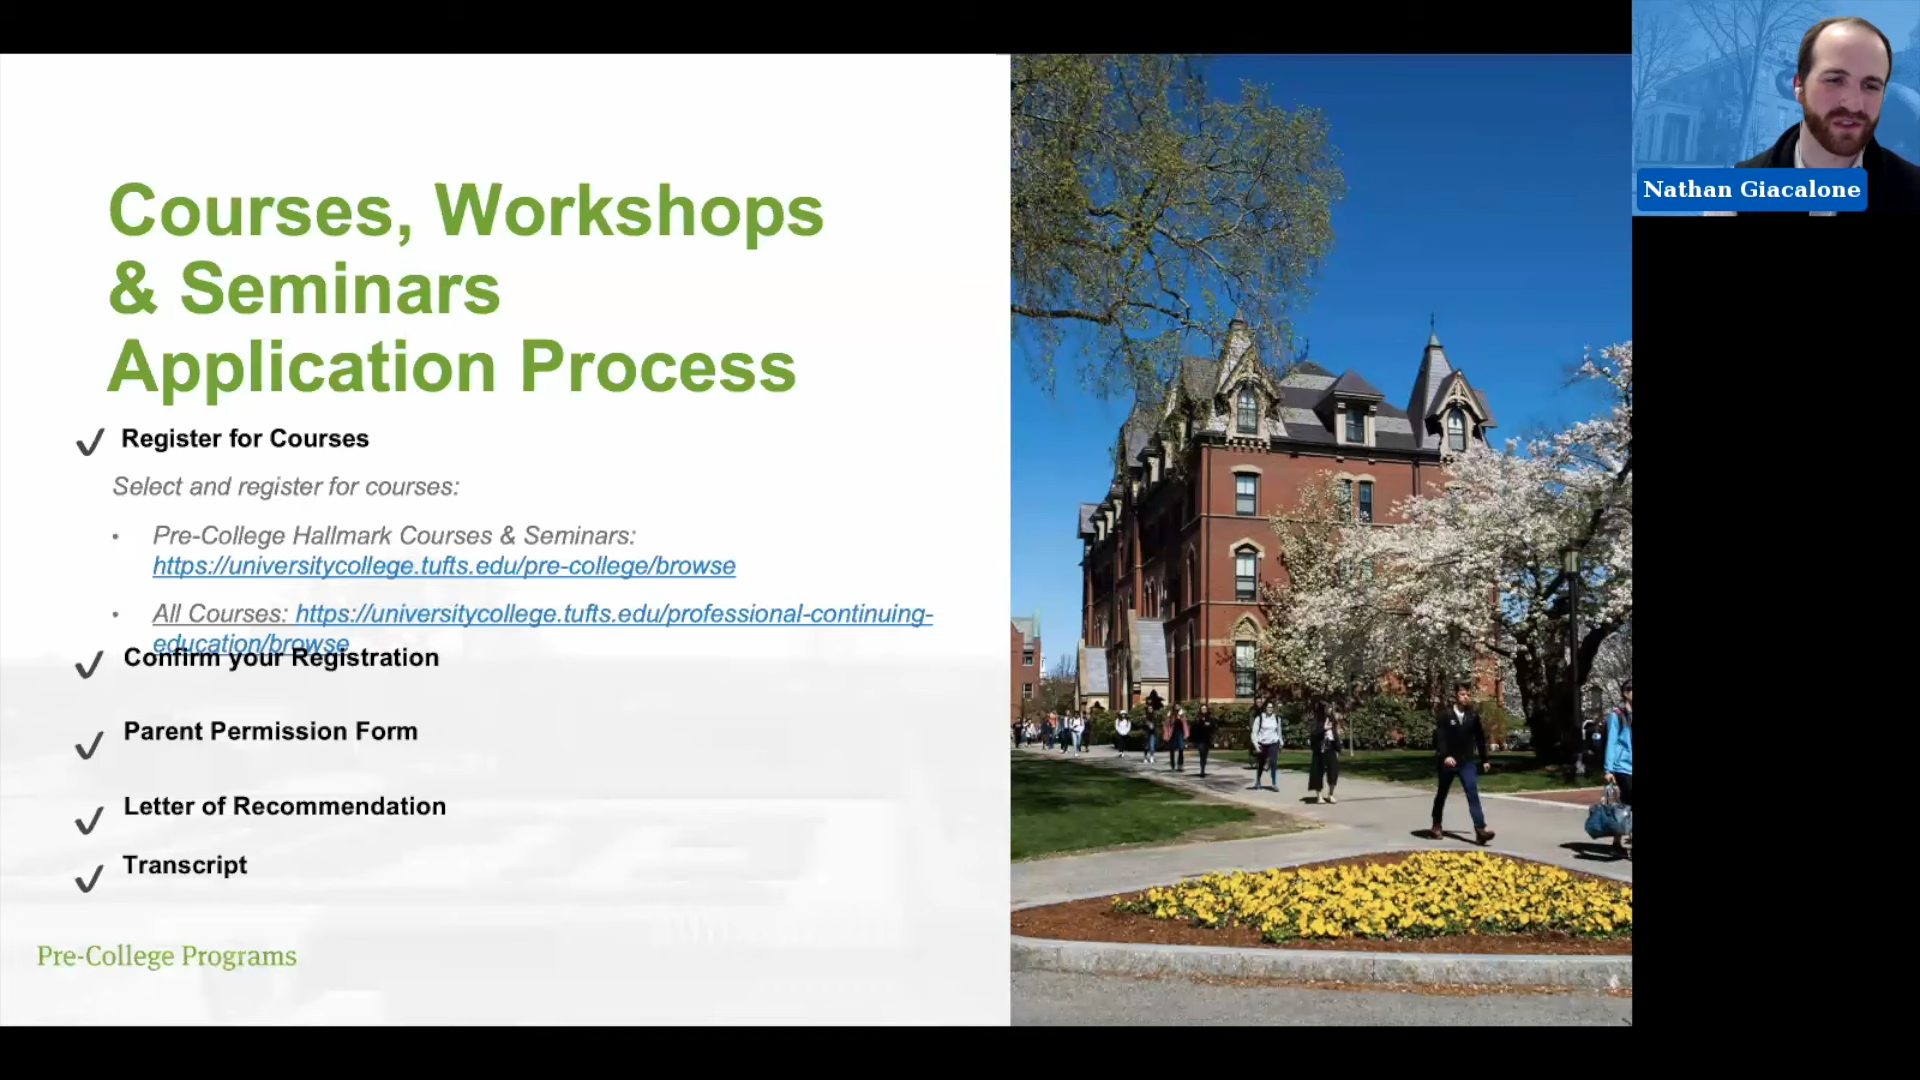 Courses, Workshops
& Seminars
Application Process
Register for Courses
Select and register for courses:
• Pre-College Hallmark Courses & Seminars:
https://universitycollege.tufts.edu/pre-college/browse
• All Courses: https://universitycollege.tufts.edu/professional-continuing-
education/browse
Confirm your Registration
Parent Permission Form
Letter of Recommendation
Transcript
Pre-College Programs
Nathan Giacalone